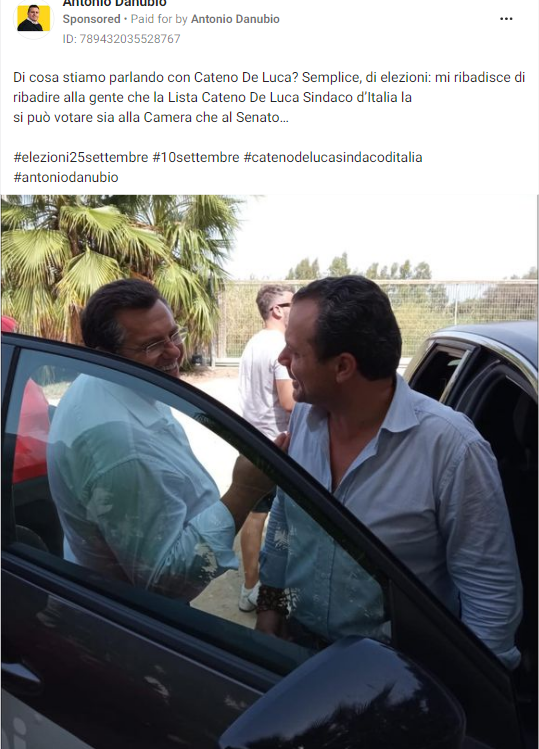 Antonio Danubio
Sponsored • Paid for by Antonio Danubio
ID: 789432035528767
Di cosa stiamo parlando con Cateno De Luca? Semplice, di elezioni: mi ribadisce di
ribadire alla gente che la Lista Cateno De Luca Sindaco d’Italia la
si può votare sia alla Camera che al Senato...
#elezioni25settembre #10settembre #catenodelucasindacoditalia
#antoniodanubio